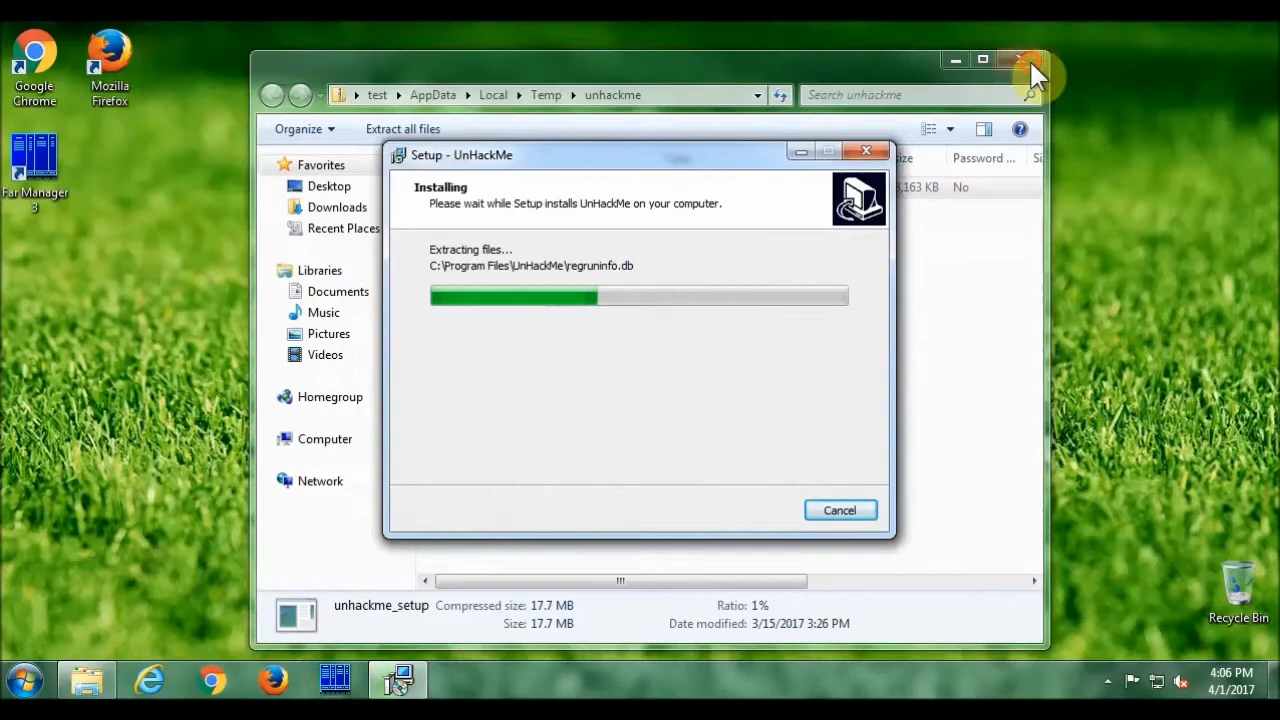 Google
Chrome
Mozilla
Firefox
Far Manager
3
test
AppData
Local
Temp
unhackme
Search unhackme
Organize
Extract all files
Favorites
Desktop
Downloads
Recent Places
Libraries
Documents
Music
Pictures
Videos
Homegroup
Computer
Network
Password ...
3,163 KB
No
Setup - UnHackMe
Installing
Please wait while Setup installs UnHackMe on your computer.
Extracting files...
C:\Program Files\UnHackMe\regruninfo.db
Cancel
unhackme_setup
Compressed size: 17.7 MB
Ratio: 1%
Size: 17.7 MB
Date modified: 3/15/2017 3:26 PM
Recycle Bin
4:06 PM
4/1/2017